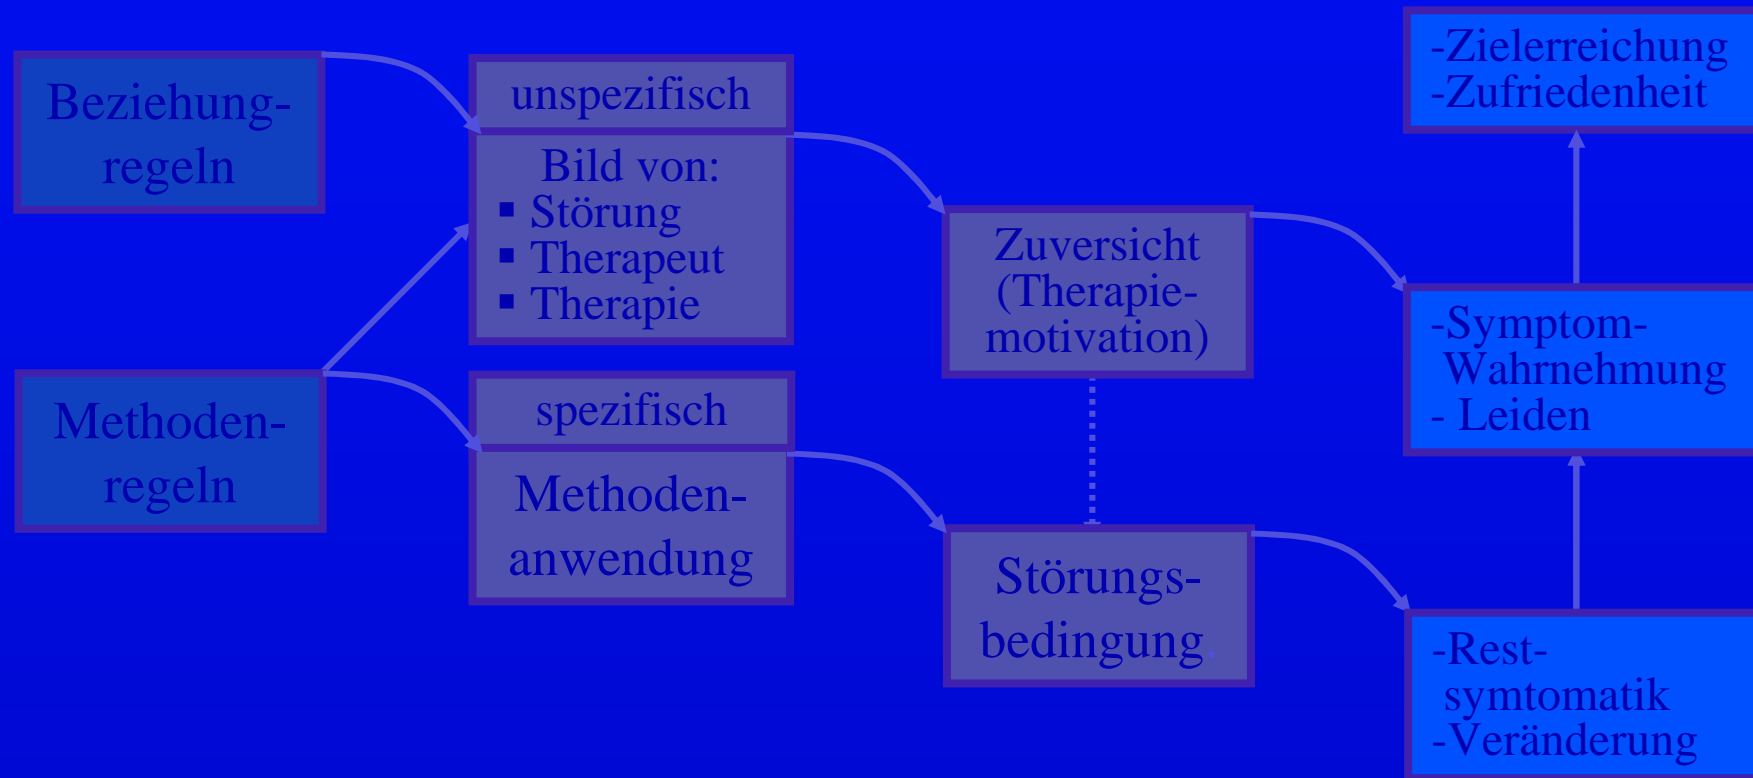 Beziehung-
regeln
unspezifisch
Bild von:
▪ Störung
▪ Therapeut
▪ Therapie
Methoden-
regeln
spezifisch
Methoden-
anwendung
Zuversicht
(Therapie-
motivation)
Störungs-
bedingung.
-Zielerreichung
-Zufriedenheit
-Symptom-
Wahrnehmung
- Leiden
-Rest-
symtomatik
-Veränderung